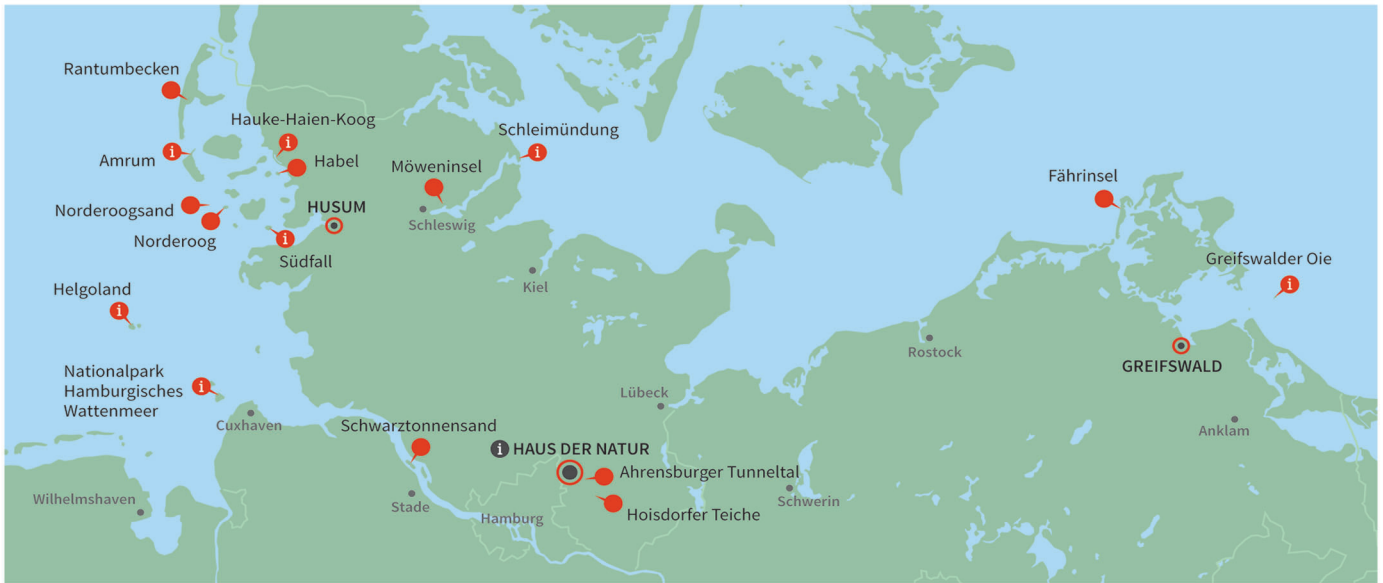 Rantumbecken
Hauke-Haien-Koog
i
Amrum
i
Habel
Schleimündung
i
Möweninsel
Fährinsel
Norderoogsand
Norderoog
HUSUM
Schleswig
i
Südfall
Kiel
Greifswalder Oie
i
Helgoland
i
Rostock
GREIFSWALD
Nationalpark
Hamburgisches
Wattenmeer
i
Cuxhaven
Lübeck
Anklam
Schwarztonnensand
i HAUS DER NATUR
Ahrensburger Tunneltal
Wilhelmshaven
Stade
Hamburg
Hoisdorfer Teiche
Schwerin